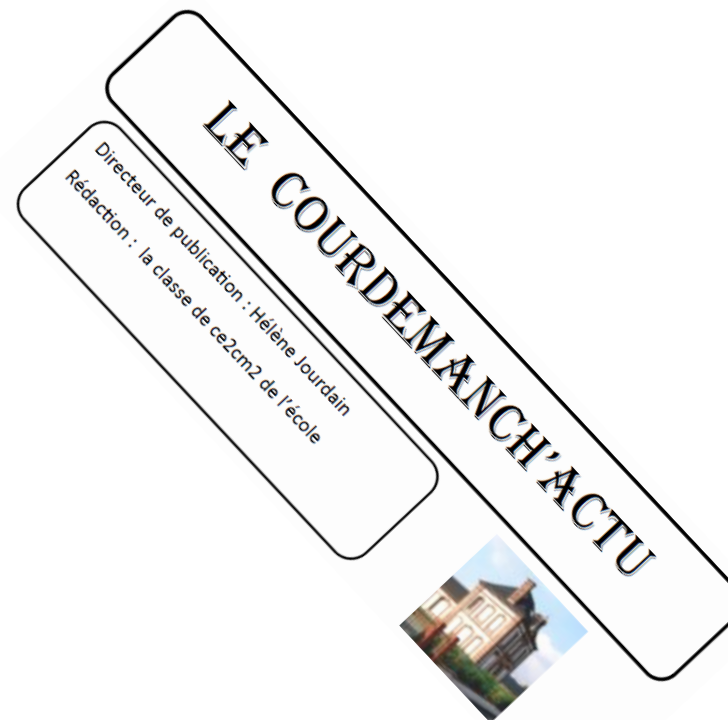 LE COURDEMANCH'ACTU
Directeur de publication : Hélène Jourdain
Rédaction : la classe de ce2cm2 de l'école